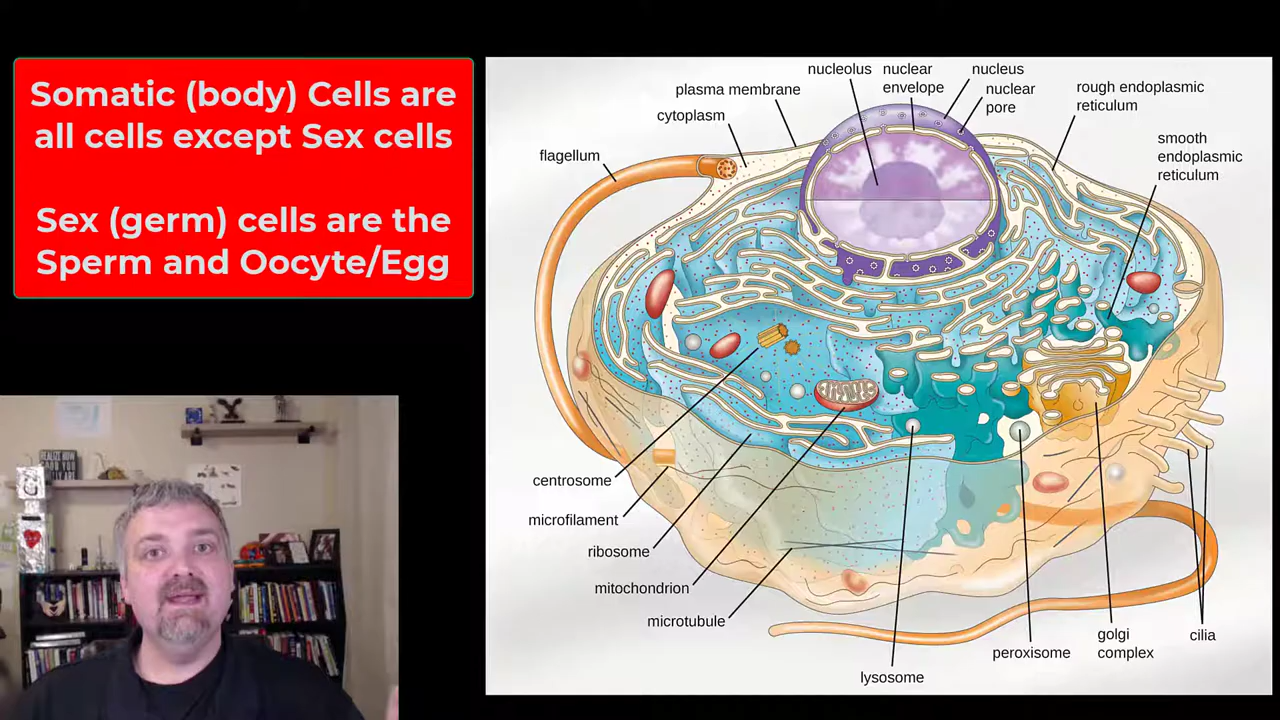 Somatic (body) Cells are
all cells except Sex cells
Sex (germ) cells are the
Sperm and Oocyte/Egg
nucleolus
nuclear
envelope
nucleus
nuclear
pore
plasma membrane
cytoplasm
flagellum
rough endoplasmic
reticulum
smooth
endoplasmic
reticulum
centrosome
microfilament
ribosome
mitochondrion
microtubule
lysosome
peroxisome
golgi
complex
cilia